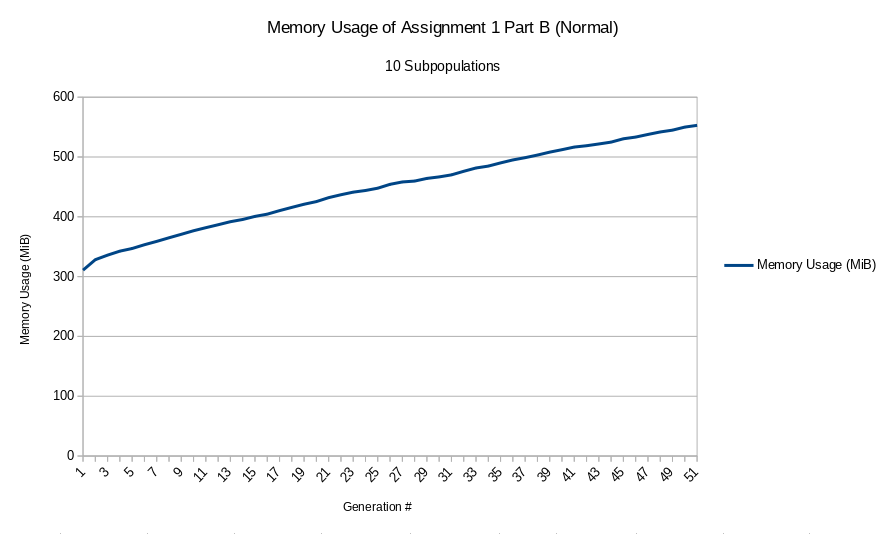 Memory Usage of Assignment 1 Part B (Normal)
10 Subpopulations
600
500
400
300
200
100
0
Memory Usage (MiB)
1 3 5 7 9 11 13 15 17 19 21 23 25 27 29 31 33 35 37 39 41 43 45 47 49 51
Generation #
Memory Usage (MiB)